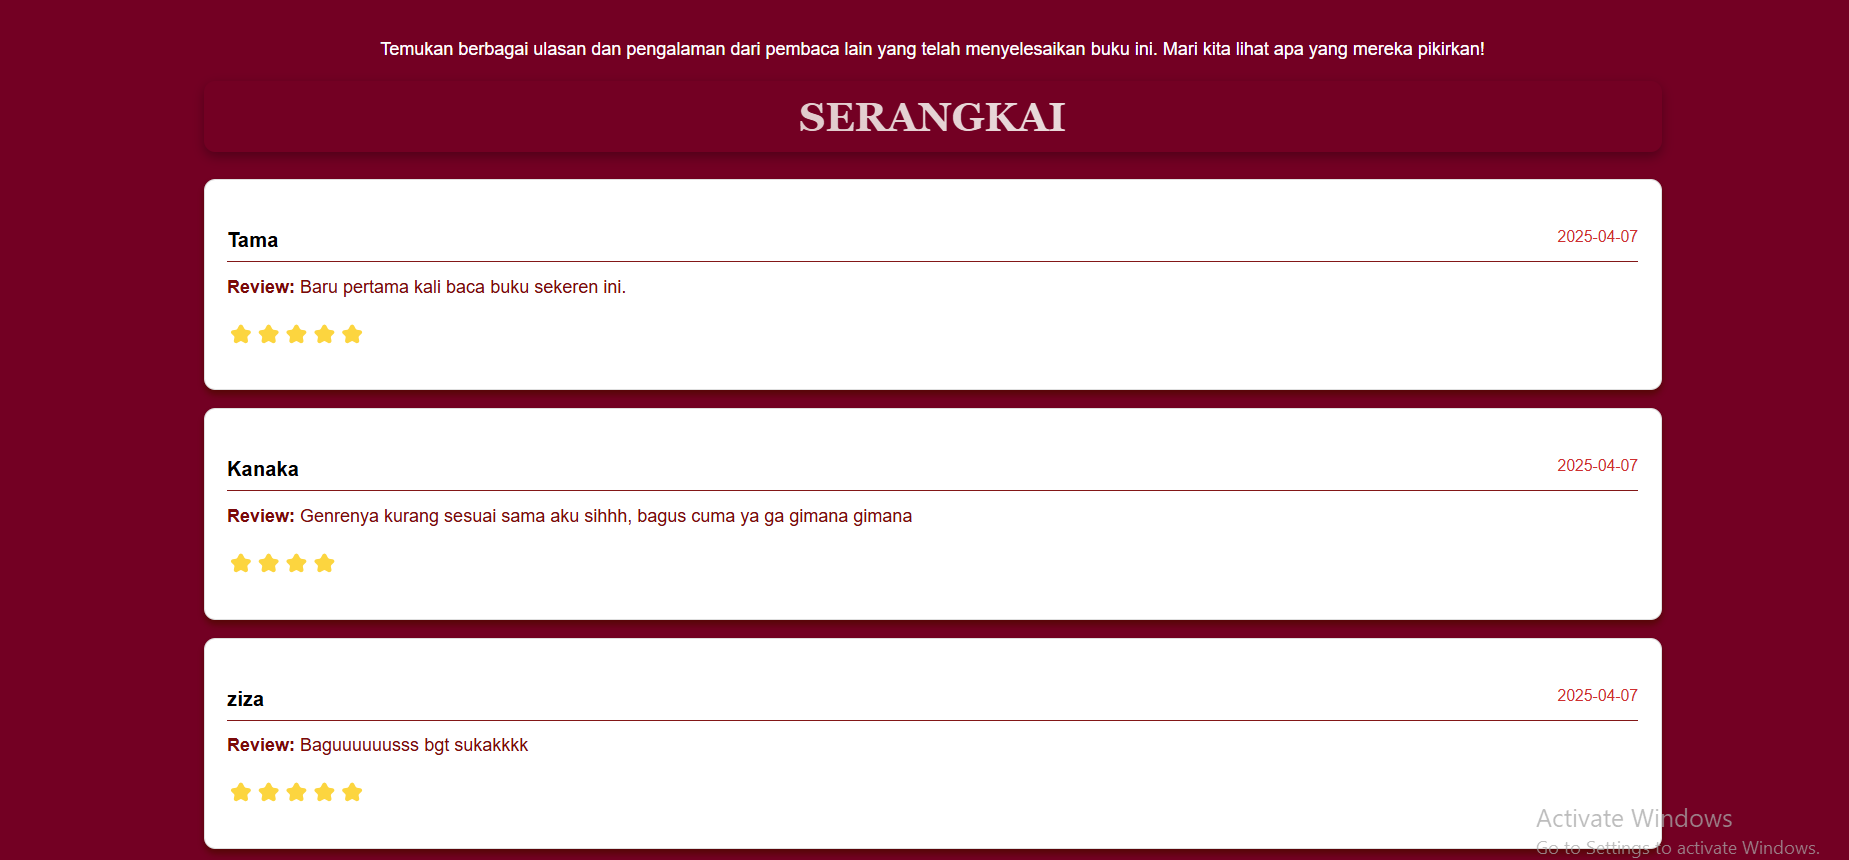 Temukan berbagai ulasan dan pengalaman dari pembaca lain yang telah menyelesaikan buku ini. Mari kita lihat apa yang mereka pikirkan!
SERANGKAI
Tama
2025-04-07
Review: Baru pertama kali baca buku sekeren ini.
Kanaka
2025-04-07
Review: Genrenya kurang sesuai sama aku sihhh, bagus cuma ya ga gimana gimana
ziza
2025-04-07
Review: Baguuuuuusss bgt sukakkkk
Activate Windows
Go to Settings to activate Windows.